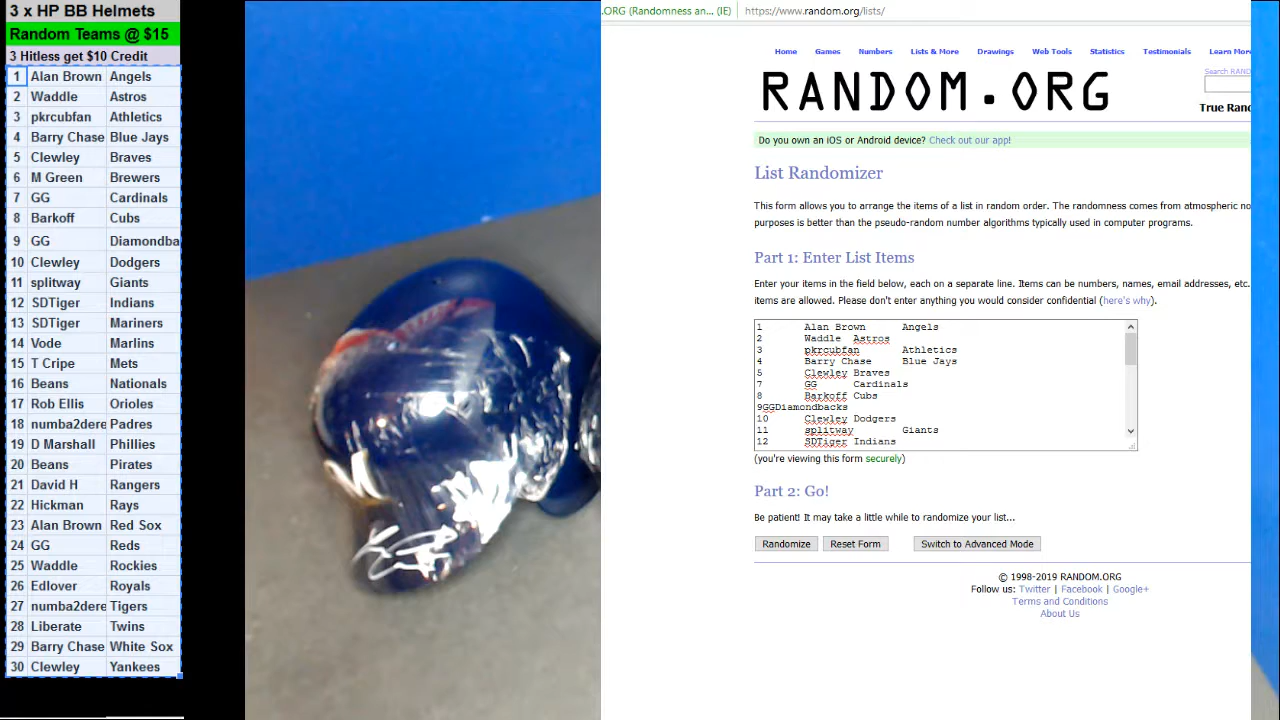 3 x HP BB Helmets
Random Teams @ $15
3 Hitless get $10 Credit
1 Alan Brown Angels
2 Waddle Astros
3 pkrcubfan Athletics
4 Barry Chase Blue Jays
5 Clewley Braves
6 M Green Brewers
7 GG Cardinals
8 Barkoff Cubs
9 GG Diamondba
10 Clewley Dodgers
11 splitway Giants
12 SDTiger Indians
13 SDTiger Mariners
14 Vode Marlins
15 T Cripe Mets
16 Beans Nationals
17 Rob Ellis Orioles
18 numba2dere Padres
19 D Marshall Phillies
20 Beans Pirates
21 David H Rangers
22 Hickman Rays
23 Alan Brown Red Sox
24 GG Reds
25 Waddle Rockies
26 Edlover Royals
27 numba2dere Tigers
28 Liberate Twins
29 Barry Chase White Sox
30 Clewley Yankees
.ORG (Randomness an... (IE) https://www.random.org/lists/
Home Games Numbers Lists & More Drawings Web Tools Statistics Testimonials Learn More
Search RAND
RANDOM.ORG
True Rand
Do you own an iOS or Android device? Check out our app!
List Randomizer
This form allows you to arrange the items of a list in random order. The randomness comes from atmospheric no
purposes is better than the pseudo-random number algorithms typically used in computer programs.
Part 1: Enter List Items
Enter your items in the field below, each on a separate line. Items can be numbers, names, email addresses, etc.
items are allowed. Please don't enter anything you would consider confidential (here's why).
1 Alan Brown Angels
2 Waddle Astros
3 pkrcubfan Athletics
4 Barry Chase Blue Jays
5 Clewley Braves
7 GG Cardinals
8 Barkoff Cubs
9GGDiamondbacks
10 Clewley Dodgers
11 splitway Giants
12 SDTiger Indians
(you're viewing this form securely)
Part 2: Go!
Be patient! It may take a little while to randomize your list...
Randomize Reset Form Switch to Advanced Mode
© 1998-2019 RANDOM.ORG
Follow us: Twitter | Facebook | Google+
Terms and Conditions
About Us